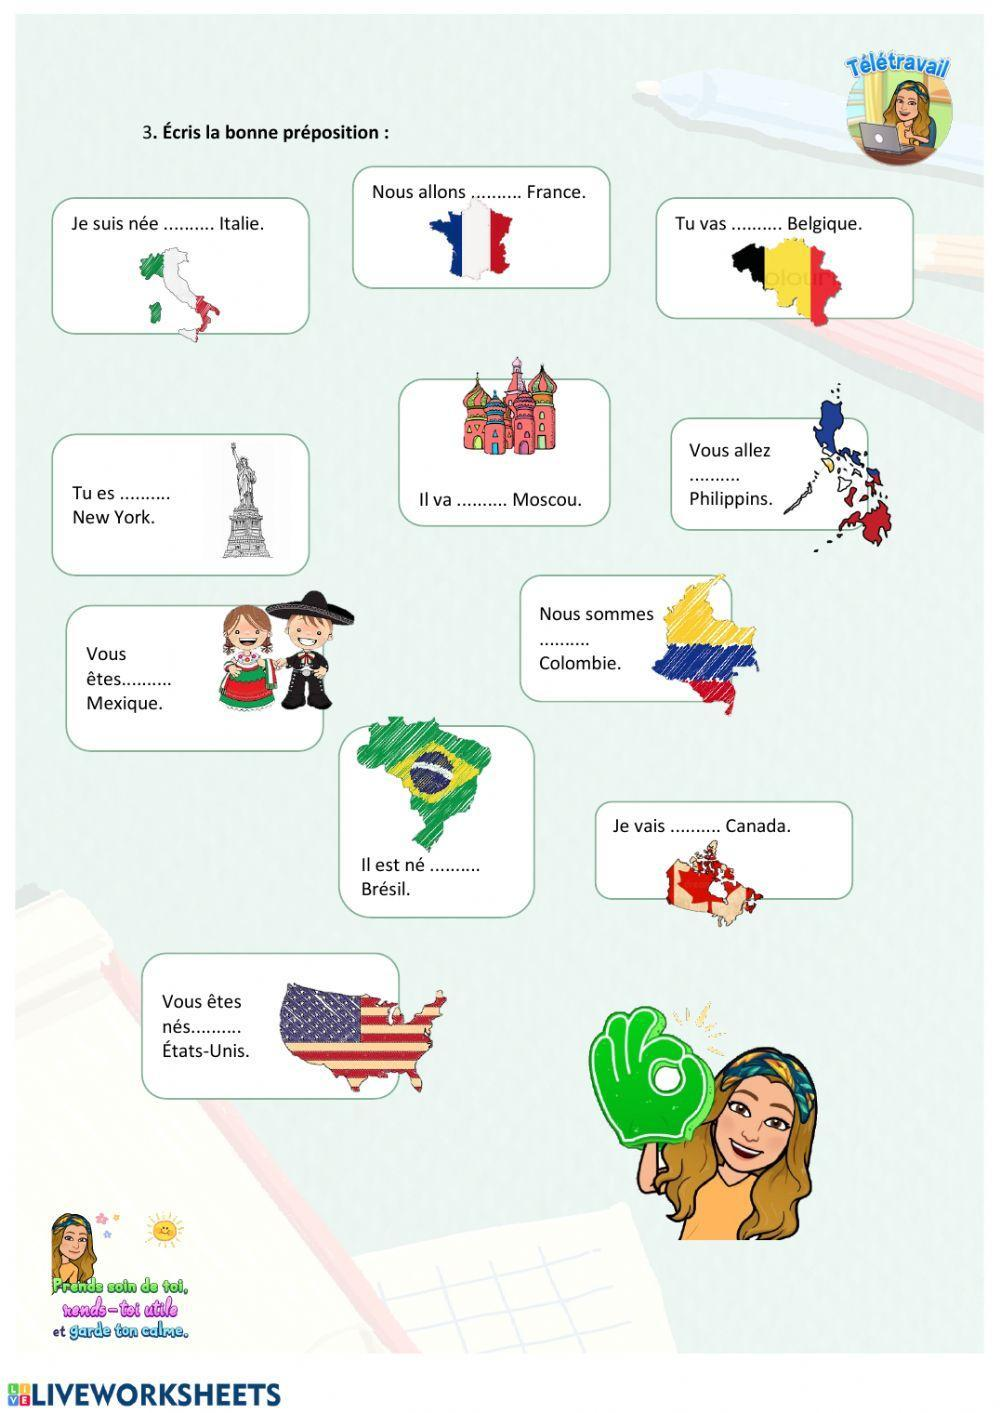 Télétravail
3. Écris la bonne préposition :
Nous allons .......... France.
Je suis née .......... Italie.
Tu vas .......... Belgique.
Tu es ..........
New York.
Il va .......... Moscou.
Vous allez
..........
Philippins.
Vous
êtes..........
Mexique.
Nous sommes
..........
Colombie.
Il est né ..........
Brésil.
Je vais .......... Canada.
Vous êtes
nés..........
États-Unis.
Prends soin de toi,
rends-toi utile
et garde ton calme.
LIVE LIVEWORKSHEETS